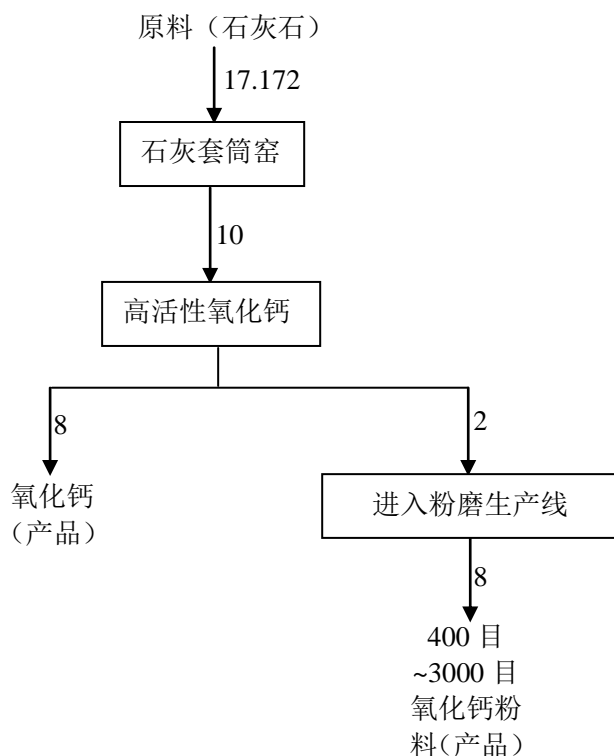 原料（石灰石）
17.172
石灰套筒窑
10
高活性氧化钙
8
2
氧化钙
（产品）
进入粉磨生产线
8
400 目
~3000 目
氧化钙粉
料（产品）